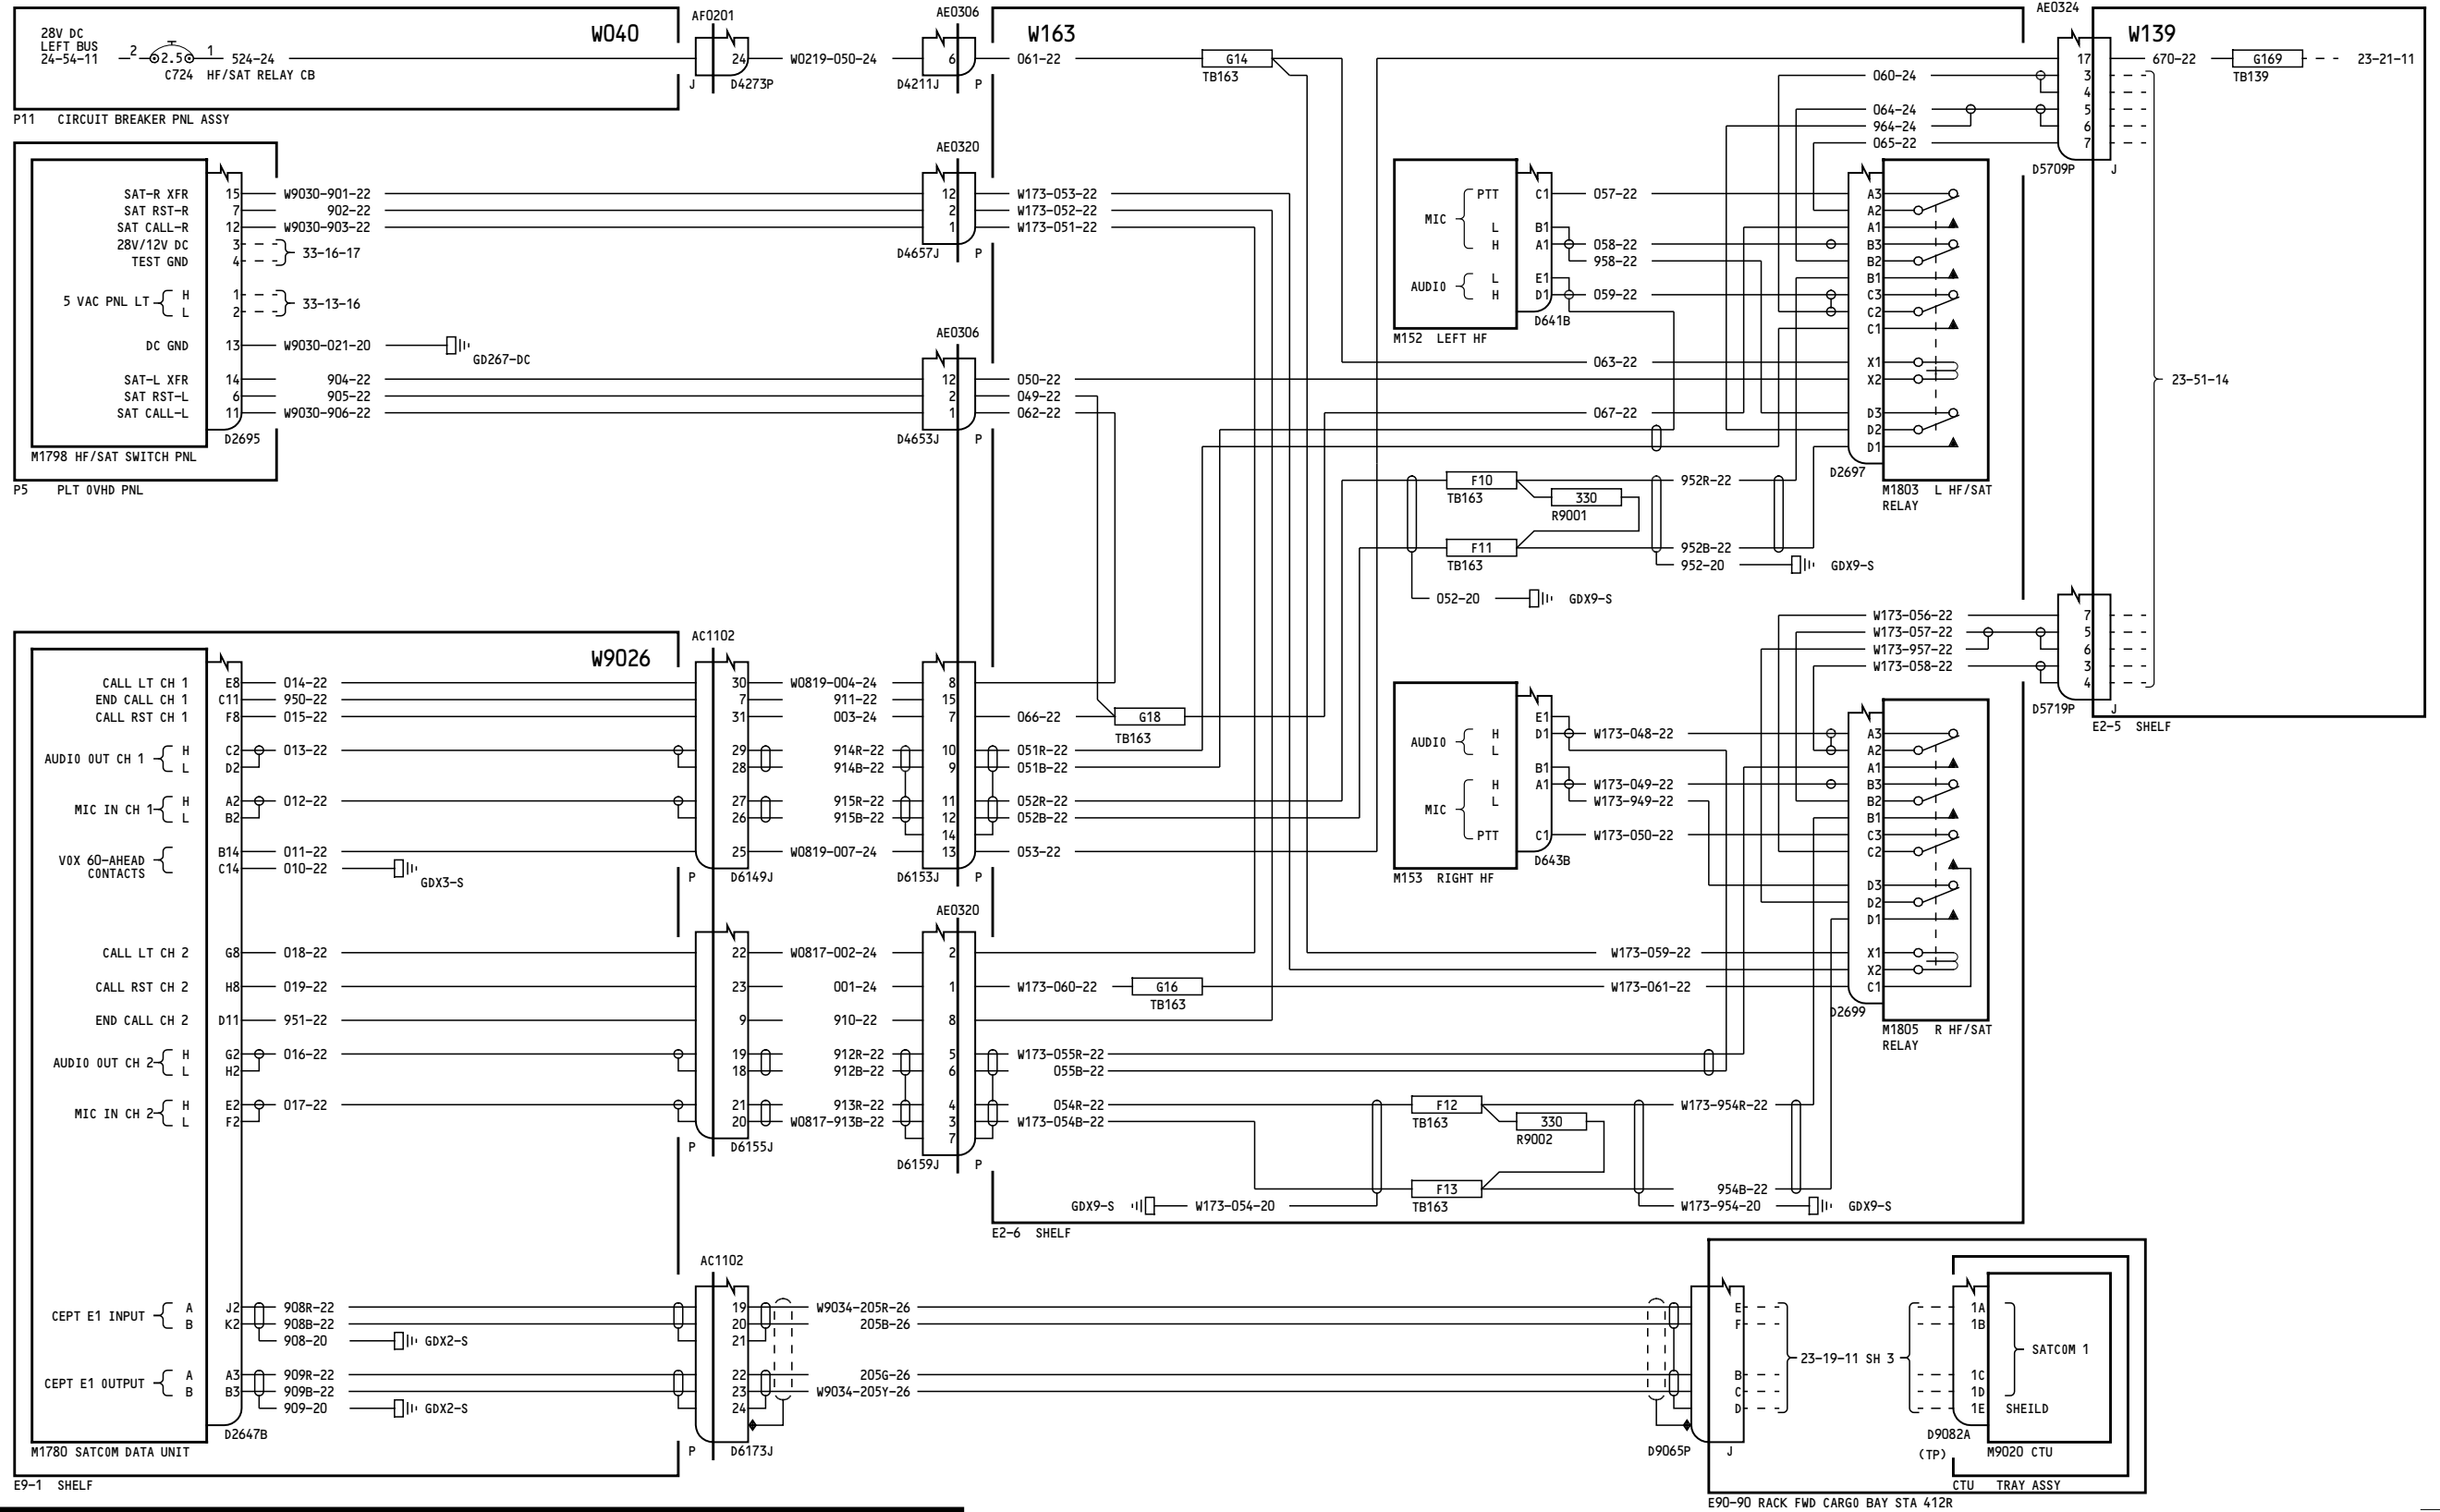 28V DC
LEFT BUS
24-54-11
2
2.5
1
524-24
C724 HF/SAT RELAY CB
W040
P11 CIRCUIT BREAKER PNL ASSY
AF0201
24
J
D4273P
W0219-050-24
AE0306
6
D4211J
P
W163
061-22
G14
TB163
AE0324
W139
17
3
4
5
6
7
D5709P
J
670-22
G169
TB139
23-21-11
060-24
064-24
964-24
065-22
SAT-R XFR 15 W9030-901-22
SAT RST-R 7 902-22
SAT CALL-R 12 W9030-903-22
28V/12V DC 3
TEST GND 4
33-16-17
5 VAC PNL LT
H 1
L 2
33-13-16
DC GND 13 W9030-021-20
GD267-DC
SAT-L XFR 14 904-22
SAT RST-L 6 905-22
SAT CALL-L 11 W9030-906-22
D2695
M1798 HF/SAT SWITCH PNL
P5 PLT OVHD PNL
AE0320
12 W173-053-22
2 W173-052-22
1 W173-051-22
D4657J P
AE0306
12 050-22
2 049-22
1 062-22
D4653J P
MIC
PTT C1 057-22
L B1
H A1 058-22
958-22
AUDIO
L E1
H D1 059-22
D641B
M152 LEFT HF
063-22
067-22
A3
A2
A1
B3
B2
B1
C3
C2
C1
X1
X2
D3
D2
D1
D2697
M1803 L HF/SAT
RELAY
23-51-14
F10
TB163
330
R9001
F11
TB163
952R-22
952B-22
952-20
GDX9-S
052-20
GDX9-S
W9026
CALL LT CH 1 E8 014-22
END CALL CH 1 C11 950-22
CALL RST CH 1 F8 015-22
AUDIO OUT CH 1
H C2 013-22
L D2
MIC IN CH 1
H A2 012-22
L B2
VOX 60-AHEAD
CONTACTS
B14 011-22
C14 010-22
GDX3-S
CALL LT CH 2 G8 018-22
CALL RST CH 2 H8 019-22
END CALL CH 2 D11 951-22
AUDIO OUT CH 2
H G2 016-22
L H2
MIC IN CH 2
H E2 017-22
L F2
CEPT E1 INPUT
A J2 908R-22
B K2 908B-22
908-20
GDX2-S
CEPT E1 OUTPUT
A A3 909R-22
B B3 909B-22
909-20
GDX2-S
D2647B
M1780 SATCOM DATA UNIT
E9-1 SHELF
AC1102
30 W0819-004-24 8
7 911-22 15
31 003-24 7
29 914R-22 10
28 914B-22 9
27 915R-22 11
26 915B-22 12
14
25 W0819-007-24 13
P D6149J
D6153J P
066-22
G18
TB163
051R-22
051B-22
052R-22
052B-22
053-22
22 W0817-002-24
23 001-24
9 910-22
19 912R-22
18 912B-22
21 913R-22
20 W0817-913B-22
P D6155J
AE0320
2
1
8
5
6
4
3
7
D6159J P
W173-060-22
G16
TB163
W173-055R-22
055B-22
054R-22
W173-054B-22
GDX9-S
W173-054-20
E2-6 SHELF
AUDIO
E1
H D1 W173-048-22
L
MIC
B1
H A1 W173-049-22
L W173-949-22
PTT C1 W173-050-22
D643B
M153 RIGHT HF
W173-059-22
W173-061-22
F12
TB163
330
R9002
F13
TB163
W173-954R-22
954B-22
W173-954-20
GDX9-S
W173-056-22
W173-057-22
W173-957-22
W173-058-22
7
5
6
3
4
D5719P
J
E2-5 SHELF
A3
A2
A1
B3
B2
B1
C3
C2
D3
D2
D1
X1
X2
C1
D2699
M1805 R HF/SAT
RELAY
AC1102
19 W9034-205R-26
20 205B-26
21
22 205G-26
23 W9034-205Y-26
24
P D6173J
E
F
B
C
D
D9065P J
23-19-11 SH 3
1A
1B
1C
1D
1E
SATCOM 1
SHEILD
D9082A
(TP)
M9020 CTU
CTU TRAY ASSY
E90-90 RACK FWD CARGO BAY STA 412R